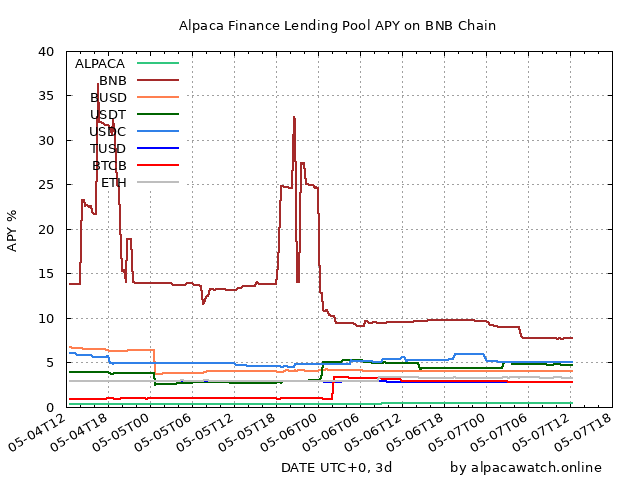 Alpaca Finance Lending Pool APY on BNB Chain
APY %
40
35
30
25
20
15
10
5
0
ALPACA
BNB
BUSD
USDT
USDC
TUSD
BTCB
ETH
05-04T12
05-04T18
05-05T00
05-05T06
05-05T12
05-05T18
05-06T00
05-06T06
05-06T12
05-06T18
05-07T00
05-07T06
05-07T12
05-07T18
DATE UTC+0, 3d
by alpacawatch.online